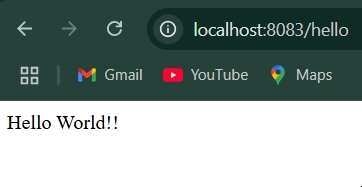 localhost:8083/hello
Gmail YouTube Maps
Hello World!!